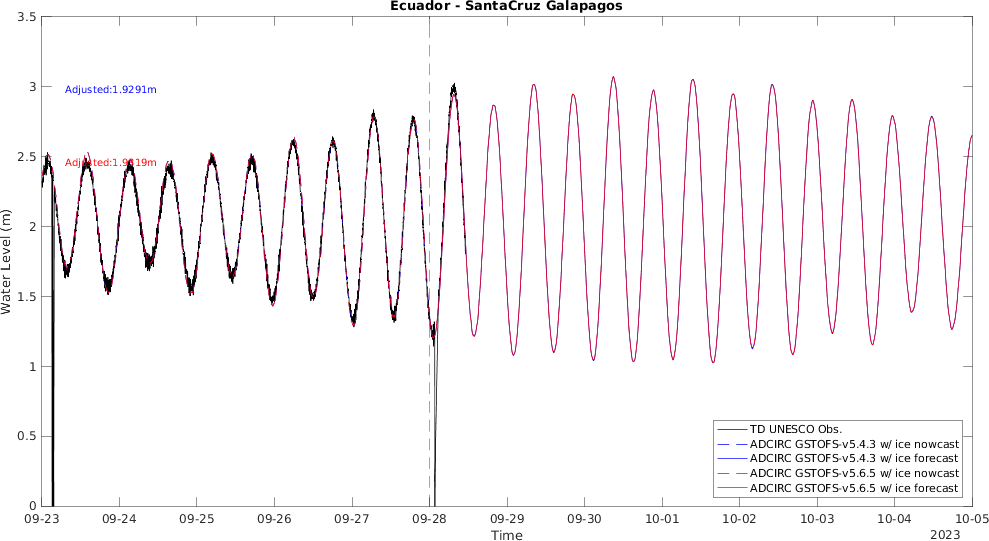 Ecuador - SantaCruz Galapagos
3.5
3
2.5
2
1.5
1
0.5
0
Water Level (m)
Adjusted:1.9291m
TD UNESCO Obs.
ADCIRC GSTOFS-v5.4.3 w/ ice nowcast
ADCIRC GSTOFS-v5.4.3 w/ ice forecast
ADCIRC GSTOFS-v5.6.5 w/ ice nowcast
ADCIRC GSTOFS-v5.6.5 w/ ice forecast
09-23 09-24 09-25 09-26 09-27 09-28 09-29 09-30 10-01 10-02 10-03 10-04 10-05
Time
2023